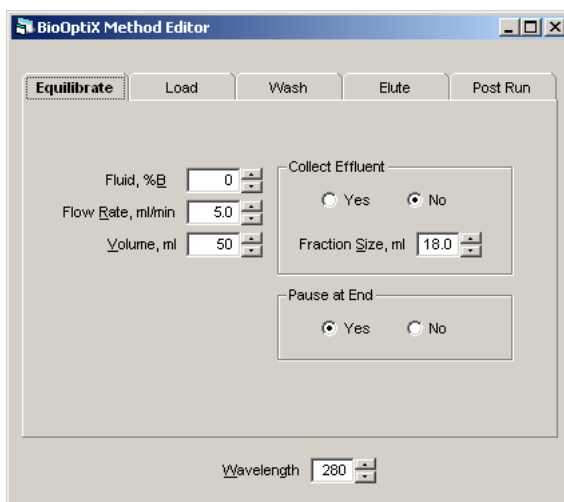 BioOptiX Method Editor
Equilibrate Load Wash Elute Post Run
Fluid, %B 0
Flow Rate, ml/min 5.0
Volume, ml 50
Collect Effluent
Yes No
Fraction Size, ml 18.0
Pause at End
Yes No
Wavelength 280